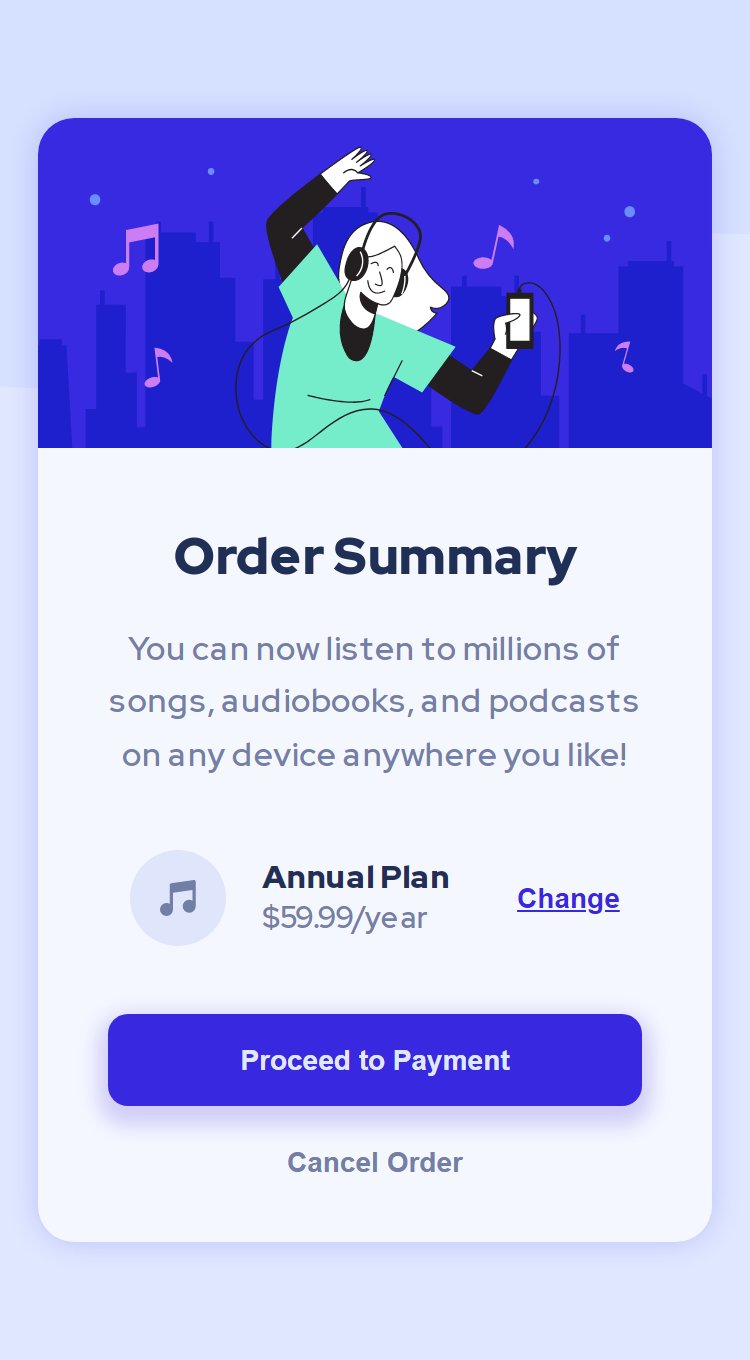 Order Summary
You can now listen to millions of
songs, audiobooks, and podcasts
on any device anywhere you like!
Annual Plan
$59.99/year
Change
Proceed to Payment
Cancel Order